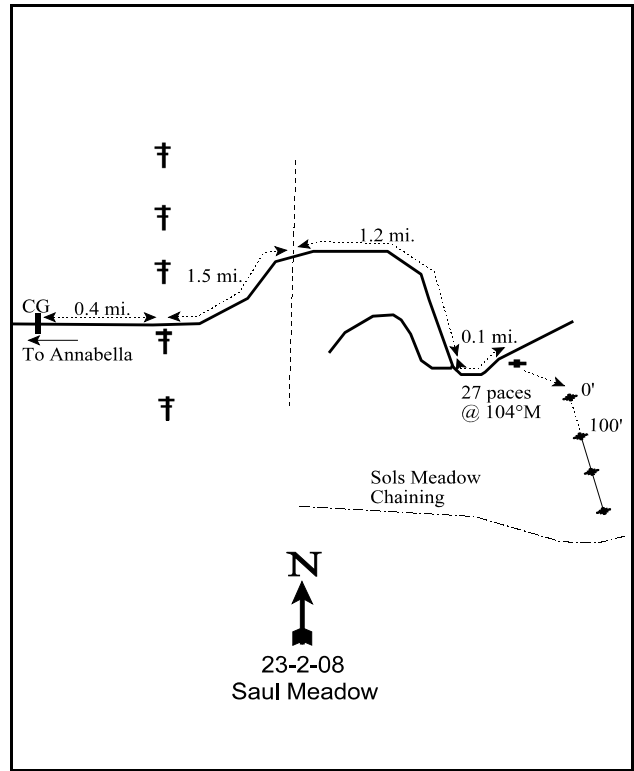 1.2 mi.
1.5 mi.
CG
0.4 mi.
0.1 mi.
To Annabella
27 paces
@ 104°M
0'
100'
Sols Meadow
Chaining
N
23-2-08
Saul Meadow